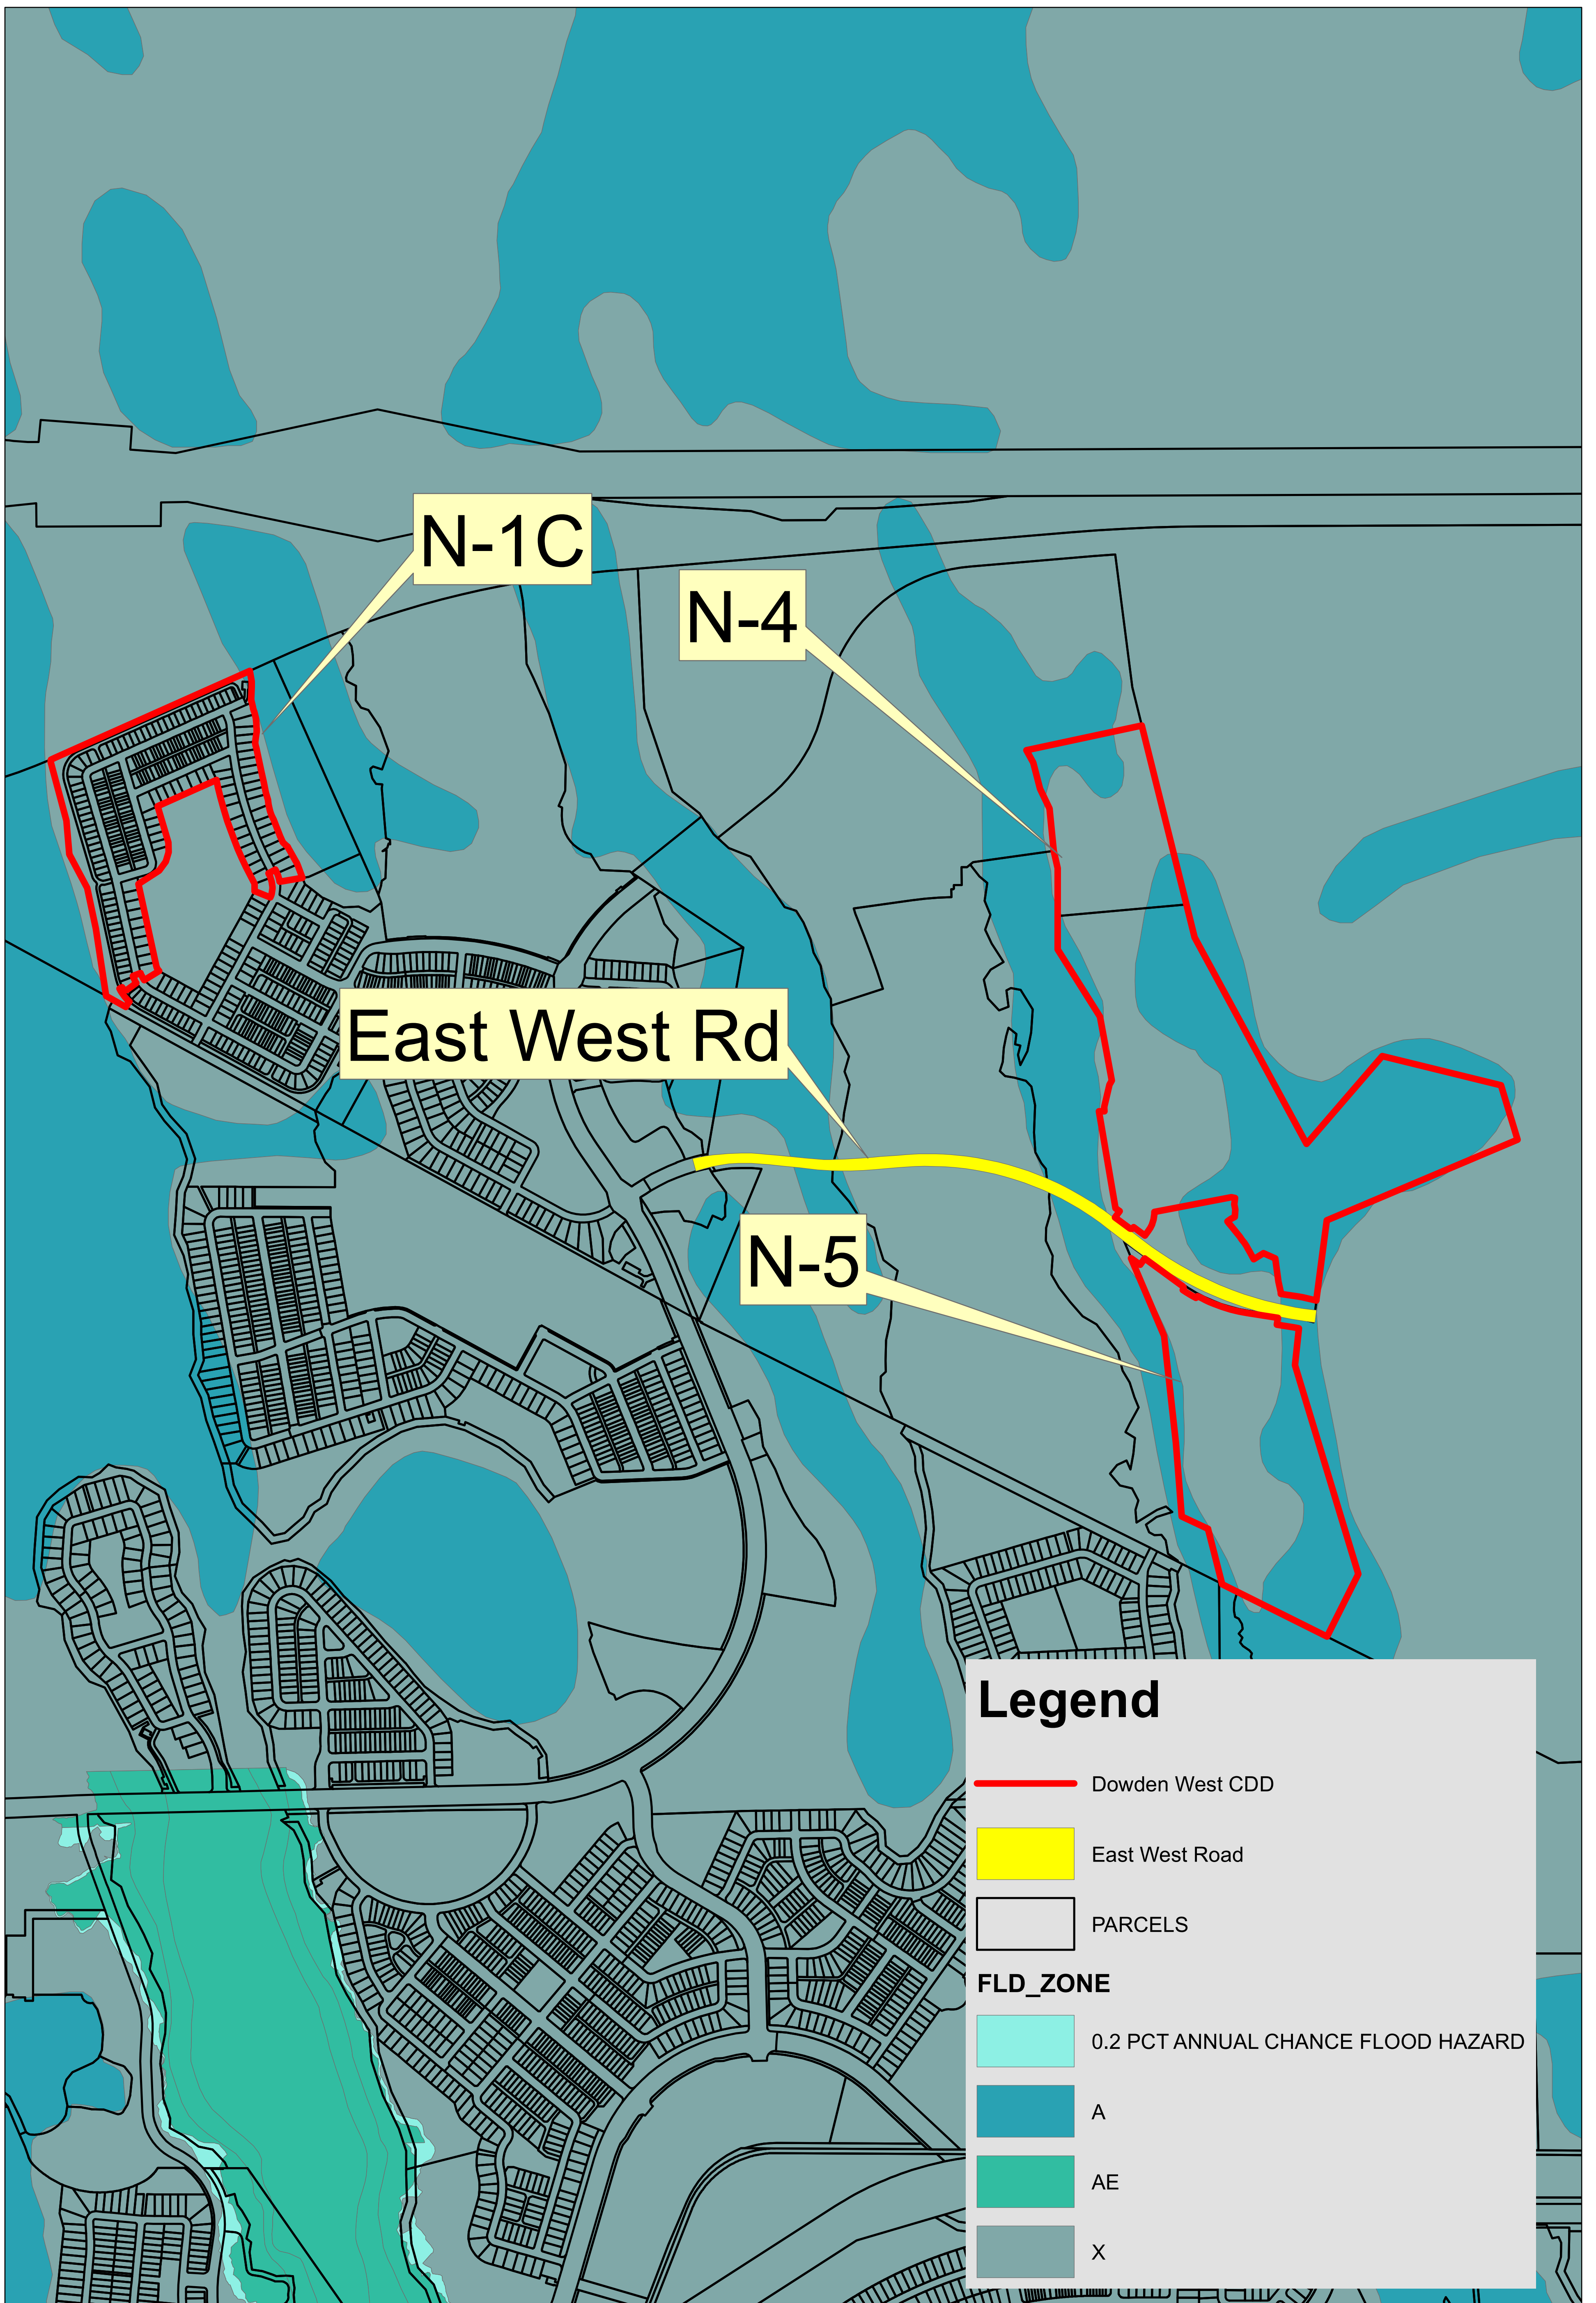 N-1C
N-4
East West Rd
N-5
Legend
Dowden West CDD
East West Road
PARCELS
FLD_ZONE
0.2 PCT ANNUAL CHANCE FLOOD HAZARD
A
AE
X